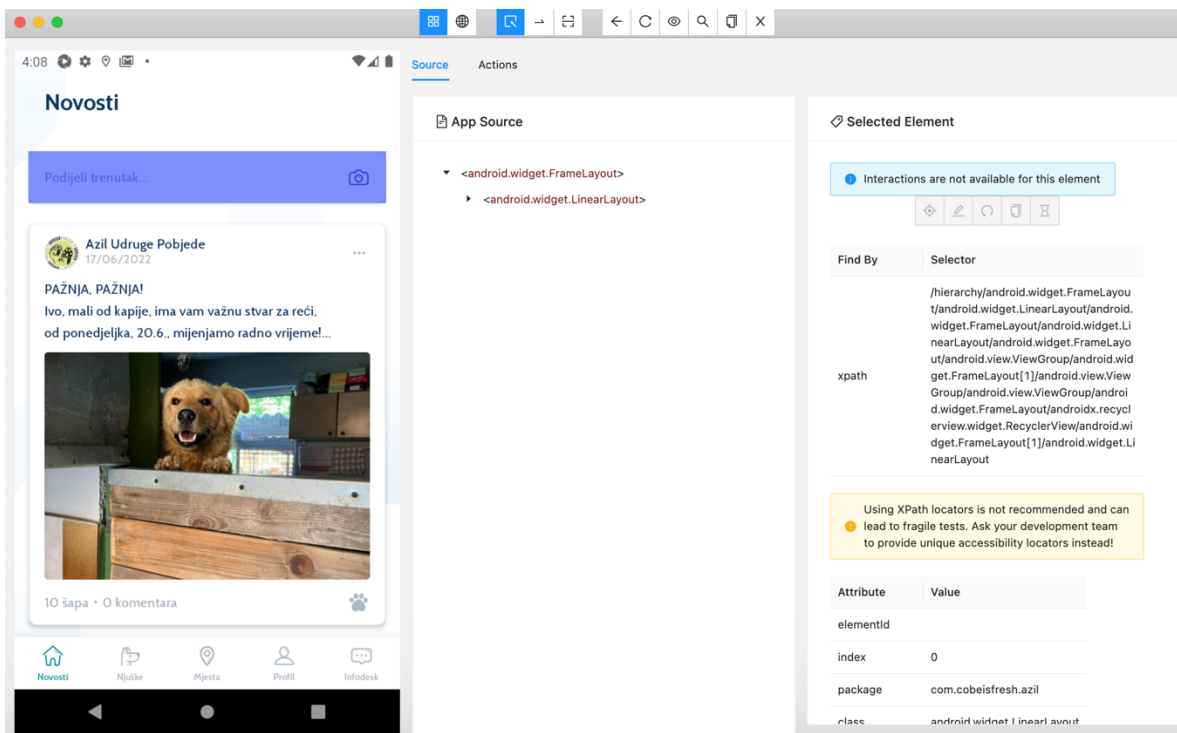 4:08
Novosti
Podijeli trenutak...
Azil Udruge Pobjede
17/06/2022
PAŽNJA, PAŽNJA!
Ivo, mali od kapije, ima vam važnu stvar za reći,
od ponedjeljka, 20.6., mijenjamo radno vrijeme!...
10 šapa • 0 komentara
Novosti
Njuške
Mjesta
Profil
Infodesk
Source
Actions
App Source
<android.widget.FrameLayout>
<android.widget.LinearLayout>
Selected Element
Interactions are not available for this element
Find By
Selector
xpath
/hierarchy/android.widget.FrameLayou
t/android.widget.LinearLayout/android.
widget.FrameLayout/android.widget.Li
nearLayout/android.widget.FrameLayo
ut/android.view.ViewGroup/android.wid
get.FrameLayout[1]/android.view.View
Group/android.view.ViewGroup/androi
d.widget.FrameLayout/androidx.recycl
erview.widget.RecyclerView/android.wi
dget.FrameLayout[1]/android.widget.Li
nearLayout
Using XPath locators is not recommended and can
lead to fragile tests. Ask your development team
to provide unique accessibility locators instead!
Attribute
Value
elementId
index
0
package
com.cobeisfresh.azil
class
android.widget.LinearLayout